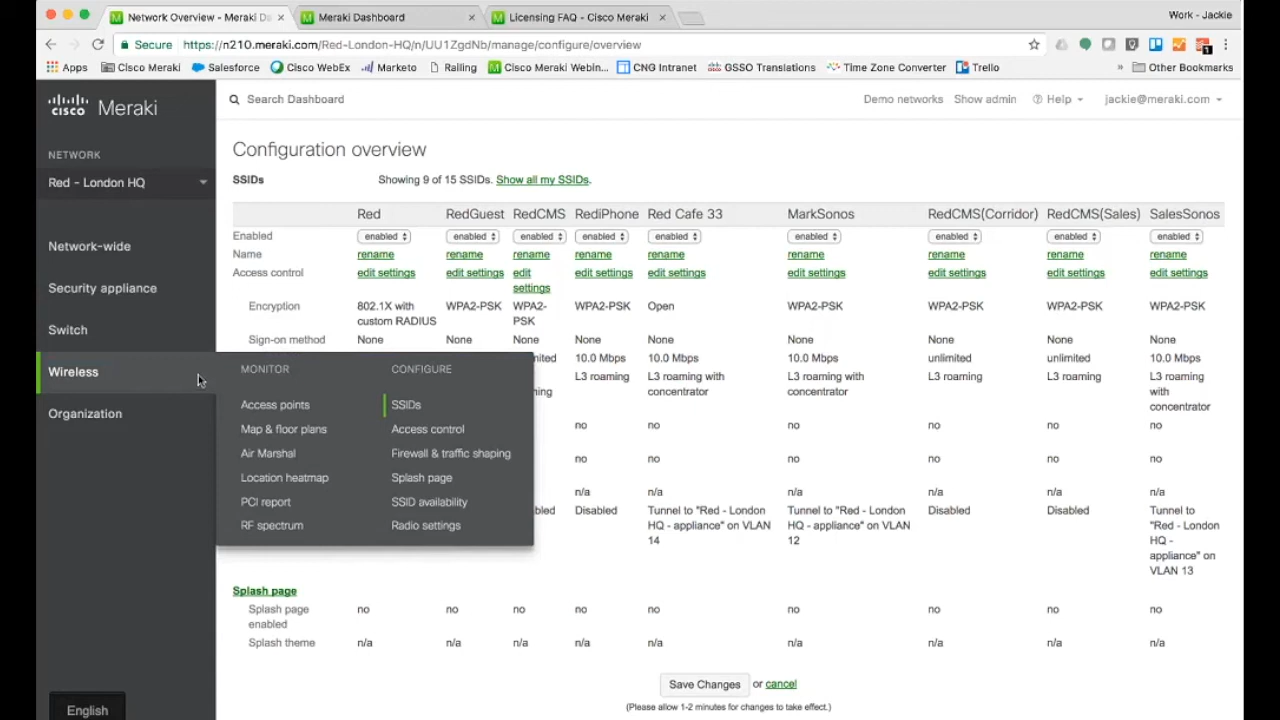 Network Overview - Meraki Da
Meraki Dashboard
Licensing FAQ - Cisco Meraki
Work - Jackie
Secure https://n210.meraki.com/Red-London-HQ/n/UU1ZgdNb/manage/configure/overview
Apps Cisco Meraki Salesforce Cisco WebEx Marketo Railing Cisco Meraki Webin... CNG Intranet GSSO Translations Time Zone Converter Trello » Other Bookmarks
cisco Meraki
Search Dashboard
Demo networks Show admin Help jackie@meraki.com
NETWORK
Red - London HQ
Network-wide
Security appliance
Switch
Wireless
Organization
English
Configuration overview
SSIDs Showing 9 of 15 SSIDs. Show all my SSIDs.
Red RedGuest RedCMS RediPhone Red Cafe 33 MarkSonos RedCMS(Corridor) RedCMS(Sales) SalesSonos
Enabled enabled enabled enabled enabled enabled enabled enabled enabled enabled
Name rename rename rename rename rename rename rename rename rename
Access control edit settings edit settings edit settings edit settings edit settings edit settings edit settings edit settings edit settings
Encryption 802.1X with custom RADIUS WPA2-PSK WPA2-PSK WPA2-PSK Open WPA2-PSK WPA2-PSK WPA2-PSK WPA2-PSK
Sign-on method None None None None None None None None None
nited 10.0 Mbps 10.0 Mbps 10.0 Mbps unlimited unlimited 10.0 Mbps
ning L3 roaming L3 roaming with concentrator L3 roaming with concentrator L3 roaming L3 roaming L3 roaming with concentrator
no no no no no no
no no no no no no
n/a n/a n/a n/a n/a n/a
bled Disabled Tunnel to "Red - London HQ - appliance" on VLAN 14 Tunnel to "Red - London HQ - appliance" on VLAN 12 Disabled Disabled Tunnel to "Red - London HQ - appliance" on VLAN 13
MONITOR
Access points
Map & floor plans
Air Marshal
Location heatmap
PCI report
RF spectrum
CONFIGURE
SSIDs
Access control
Firewall & traffic shaping
Splash page
SSID availability
Radio settings
Splash page
Splash page enabled no no no no no no no no no
Splash theme n/a n/a n/a n/a n/a n/a n/a n/a n/a
Save Changes or cancel
(Please allow 1-2 minutes for changes to take effect.)